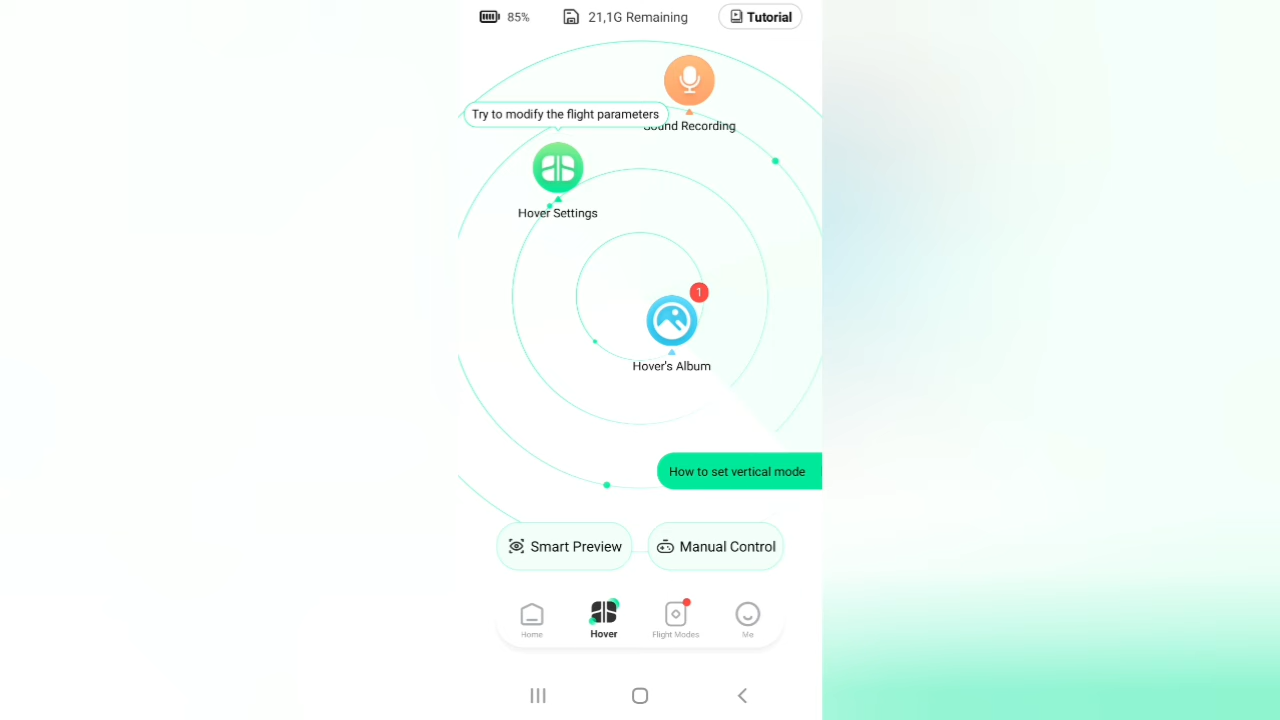 85%
21,1G Remaining
Tutorial
Try to modify the flight parameters
Sound Recording
Hover Settings
1
Hover's Album
How to set vertical mode
Smart Preview
Manual Control
Home
Hover
Flight Modes
Me